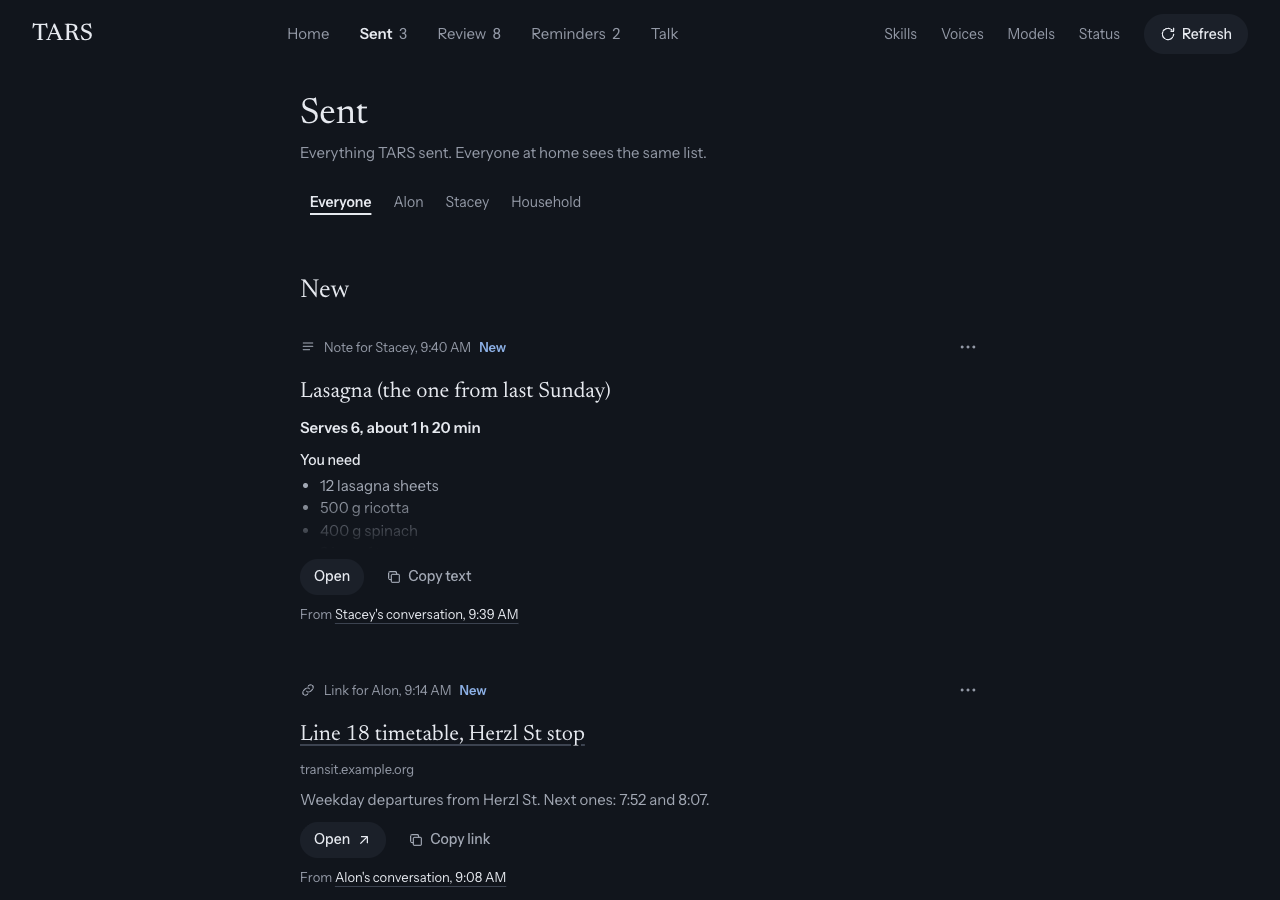 TARS
Home Sent 3 Review 8 Reminders 2 Talk
Skills Voices Models Status Refresh
Sent
Everything TARS sent. Everyone at home sees the same list.
Everyone Alon Stacey Household
New
Note for Stacey, 9:40 AM New
Lasagna (the one from last Sunday)
Serves 6, about 1 h 20 min
You need
• 12 lasagna sheets
• 500 g ricotta
• 400 g spinach
Open Copy text
From Stacey's conversation, 9:39 AM
Link for Alon, 9:14 AM New
Line 18 timetable, Herzl St stop
transit.example.org
Weekday departures from Herzl St. Next ones: 7:52 and 8:07.
Open Copy link
From Alon's conversation, 9:08 AM